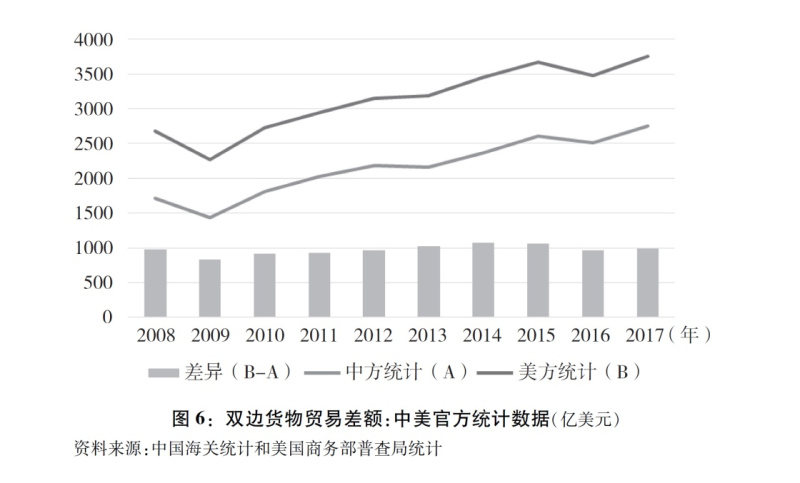 4000
3500
3000
2500
2000
1500
1000
500
0
2008 2009 2010 2011 2012 2013 2014 2015 2016 2017（年）
差异（B-A） 中方统计（A） 美方统计（B）
图 6：双边货物贸易差额:中美官方统计数据(亿美元)
资料来源:中国海关统计和美国商务部普查局统计